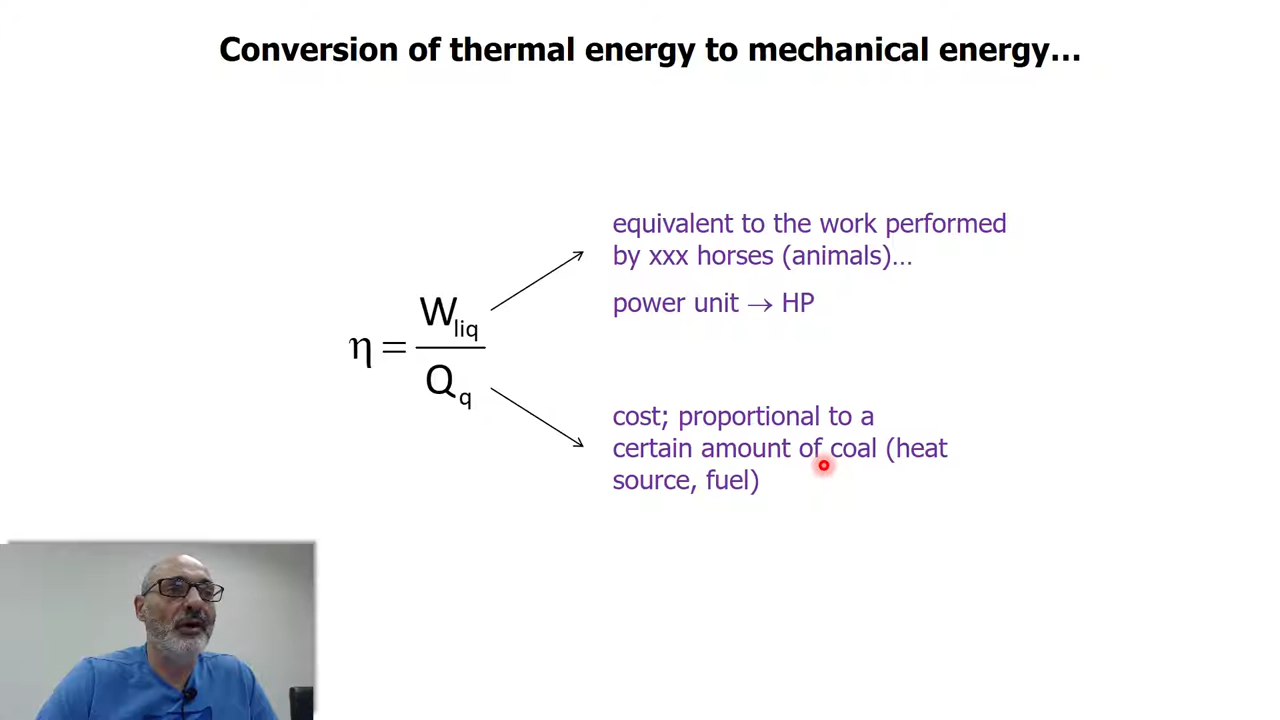 Conversion of thermal energy to mechanical energy…
equivalent to the work performed
by xxx horses (animals)…
power unit → HP
η = W_liq / Q_q
cost; proportional to a
certain amount of coal (heat
source, fuel)